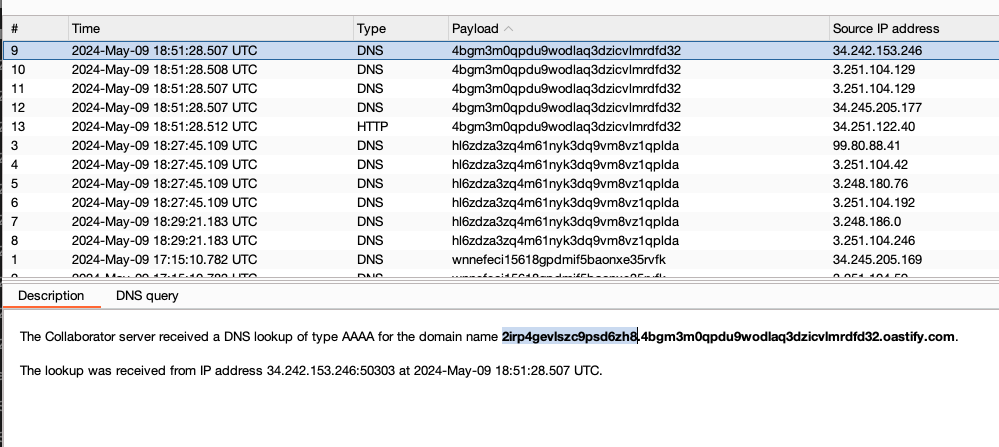 # Time Type Payload Source IP address
9 2024-May-09 18:51:28.507 UTC DNS 4bgm3m0qpdu9wodlaq3dzicvlmrdfd32 34.242.153.246
10 2024-May-09 18:51:28.508 UTC DNS 4bgm3m0qpdu9wodlaq3dzicvlmrdfd32 3.251.104.129
11 2024-May-09 18:51:28.507 UTC DNS 4bgm3m0qpdu9wodlaq3dzicvlmrdfd32 3.251.104.129
12 2024-May-09 18:51:28.507 UTC DNS 4bgm3m0qpdu9wodlaq3dzicvlmrdfd32 34.245.205.177
13 2024-May-09 18:51:28.512 UTC HTTP 4bgm3m0qpdu9wodlaq3dzicvlmrdfd32 34.251.122.40
3 2024-May-09 18:27:45.109 UTC DNS hl6zdza3zq4m61nyk3dq9vm8vz1qplda 99.80.88.41
4 2024-May-09 18:27:45.109 UTC DNS hl6zdza3zq4m61nyk3dq9vm8vz1qplda 3.251.104.42
5 2024-May-09 18:27:45.109 UTC DNS hl6zdza3zq4m61nyk3dq9vm8vz1qplda 3.248.180.76
6 2024-May-09 18:27:45.109 UTC DNS hl6zdza3zq4m61nyk3dq9vm8vz1qplda 3.251.104.192
7 2024-May-09 18:29:21.183 UTC DNS hl6zdza3zq4m61nyk3dq9vm8vz1qplda 3.248.186.0
8 2024-May-09 18:29:21.183 UTC DNS hl6zdza3zq4m61nyk3dq9vm8vz1qplda 3.251.104.246
1 2024-May-09 17:15:10.782 UTC DNS wnnefeci15618gpdmif5baonxe35rvfk 34.245.205.169
Description DNS query
The Collaborator server received a DNS lookup of type AAAA for the domain name 2irp4gevlszc9psd6zh8.4bgm3m0qpdu9wodlaq3dzicvlmrdfd32.oastify.com.
The lookup was received from IP address 34.242.153.246:50303 at 2024-May-09 18:51:28.507 UTC.